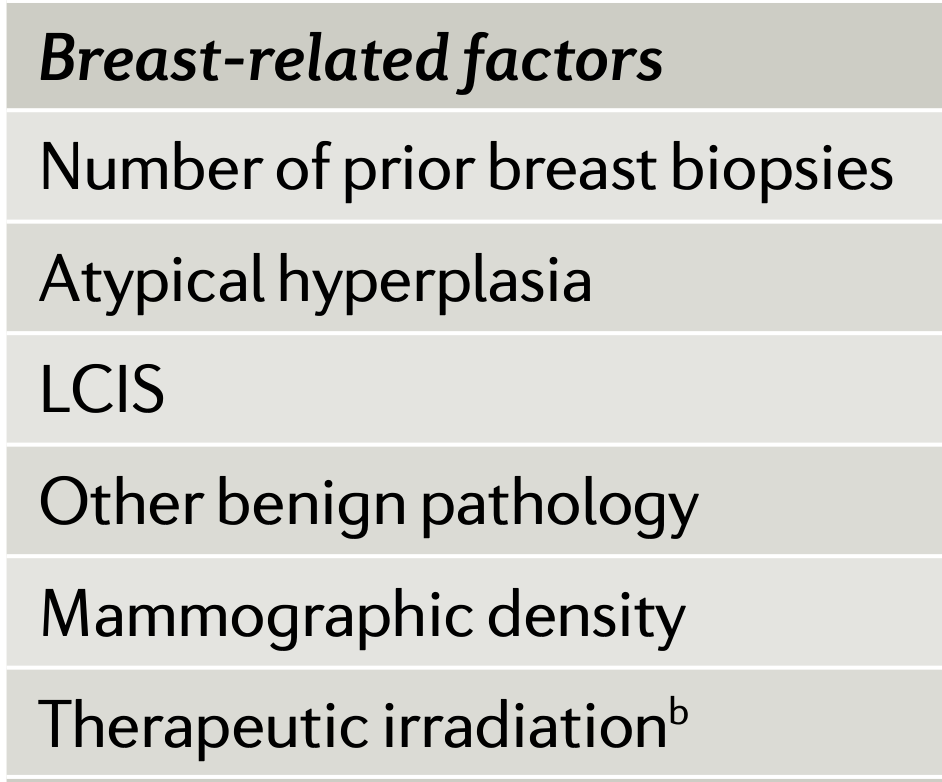 Breast-related factors
Number of prior breast biopsies
Atypical hyperplasia
LCIS
Other benign pathology
Mammographic density
Therapeutic irradiationᵇ